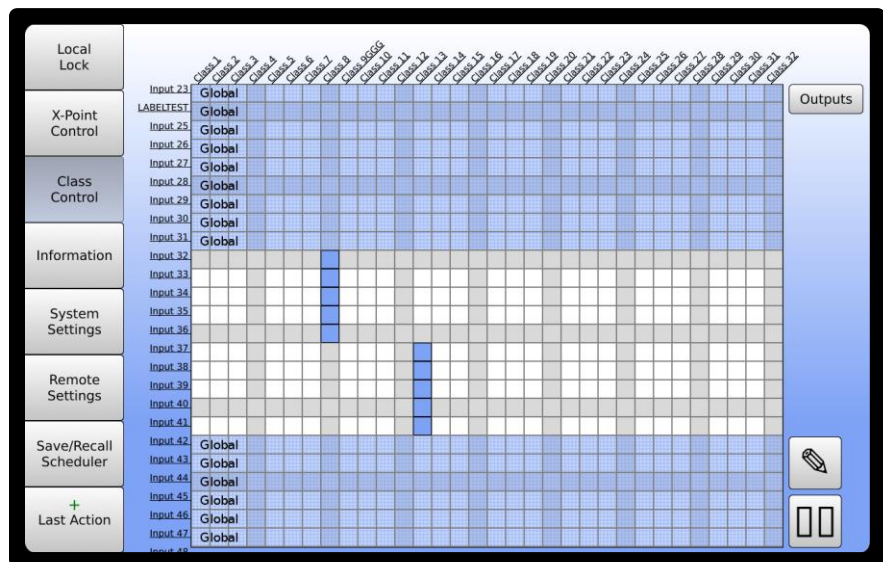 Local
Lock
X-Point
Control
Class
Control
Information
System
Settings
Remote
Settings
Save/Recall
Scheduler
+
Last Action
Class 1
Class 2
Class 3
Class 4
Class 5
Class 6
Class 7
Class 8
Class 9GGG
Class 10
Class 11
Class 12
Class 13
Class 14
Class 15
Class 16
Class 17
Class 18
Class 19
Class 20
Class 21
Class 22
Class 23
Class 24
Class 25
Class 26
Class 27
Class 28
Class 29
Class 30
Class 31
Class 32
Input 23 Global
LABELTEST Global
Input 25 Global
Input 26 Global
Input 27 Global
Input 28 Global
Input 29 Global
Input 30 Global
Input 31 Global
Input 32
Input 33
Input 34
Input 35
Input 36
Input 37
Input 38
Input 39
Input 40
Input 41
Input 42 Global
Input 43 Global
Input 44 Global
Input 45 Global
Input 46 Global
Input 47 Global
Input 48
Outputs